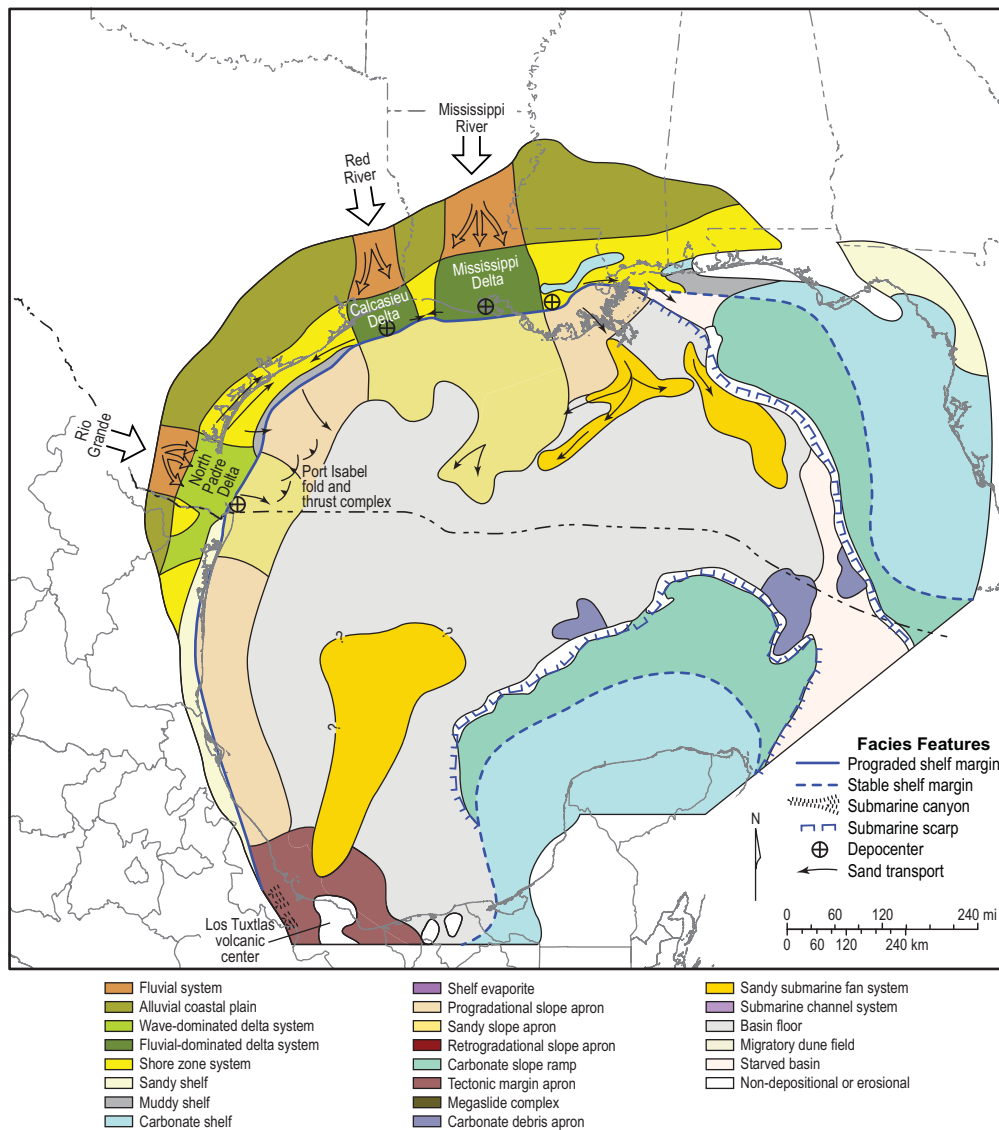 Mississippi
River
Red
River
Mississippi
Delta
Calcasieu
Delta
Rio
Grande
North
Padre
Delta
Port Isabel
fold and
thrust complex
?
?
?
?
Los Tuxtlas
volcanic
center
Facies Features
Prograded shelf margin
Stable shelf margin
Submarine canyon
Submarine scarp
Depocenter
Sand transport
N
0 60 120 240 mi
0 60 120 240 km
Fluvial system
Alluvial coastal plain
Wave-dominated delta system
Fluvial-dominated delta system
Shore zone system
Sandy shelf
Muddy shelf
Carbonate shelf
Shelf evaporite
Progradational slope apron
Sandy slope apron
Retrogradational slope apron
Carbonate slope ramp
Tectonic margin apron
Megaslide complex
Carbonate debris apron
Sandy submarine fan system
Submarine channel system
Basin floor
Migratory dune field
Starved basin
Non-depositional or erosional